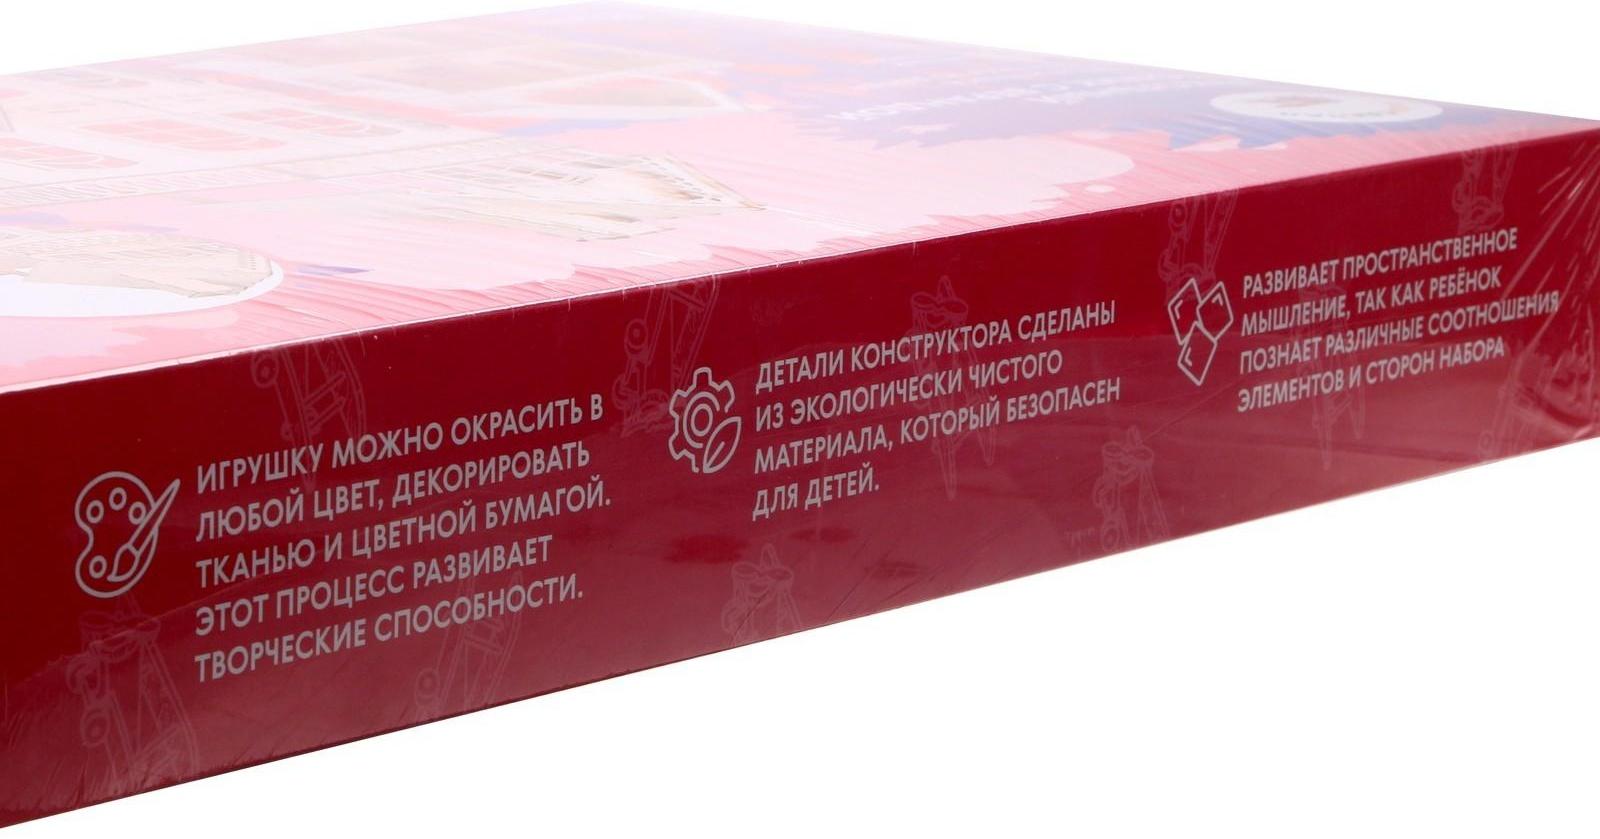 ИГРУШКУ МОЖНО ОКРАСИТЬ В
ЛЮБОЙ ЦВЕТ, ДЕКОРИРОВАТЬ
ТКАНЬЮ И ЦВЕТНОЙ БУМАГОЙ.
ЭТОТ ПРОЦЕСС РАЗВИВАЕТ
ТВОРЧЕСКИЕ СПОСОБНОСТИ.
ДЕТАЛИ КОНСТРУКТОРА СДЕЛАНЫ
ИЗ ЭКОЛОГИЧЕСКИ ЧИСТОГО
МАТЕРИАЛА, КОТОРЫЙ БЕЗОПАСЕН
ДЛЯ ДЕТЕЙ.
РАЗВИВАЕТ ПРОСТРАНСТВЕННОЕ
МЫШЛЕНИЕ, ТАК КАК РЕБЁНОК
ПОЗНАЕТ РАЗЛИЧНЫЕ СООТНОШЕНИЯ
ЭЛЕМЕНТОВ И СТОРОН НАБОРА